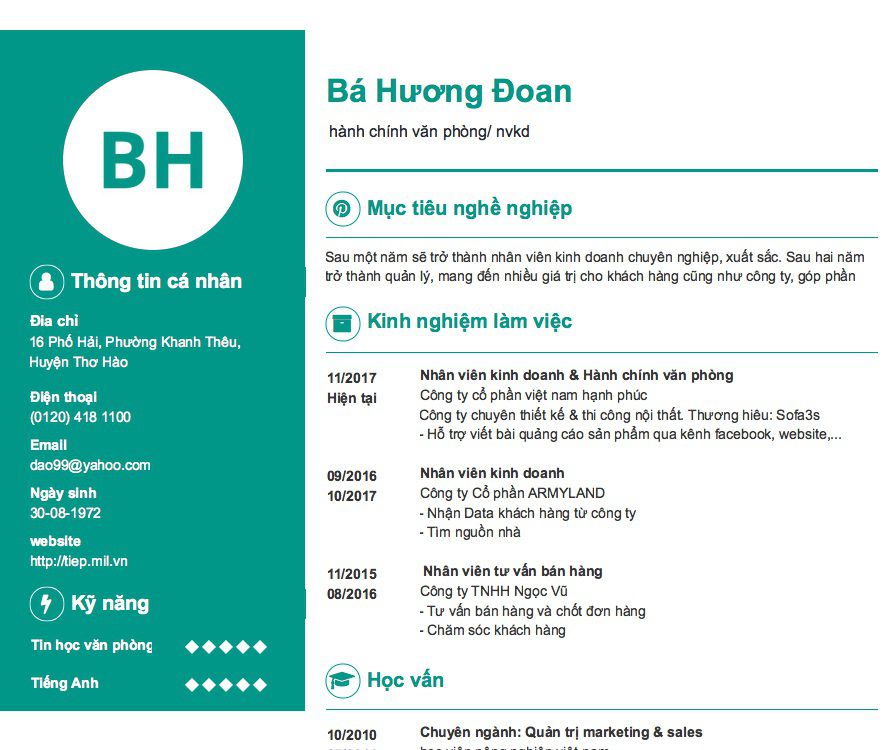 BH
Thông tin cá nhân
Địa chỉ
16 Phố Hải, Phường Khanh Thêu,
Huyện Thơ Hào
Điện thoại
(0120) 418 1100
Email
dao99@yahoo.com
Ngày sinh
30-08-1972
website
http://tiep.mil.vn
Kỹ năng
Tin học văn phòng
Tiếng Anh
Bá Hương Đoan
hành chính văn phòng/ nvkd
Mục tiêu nghề nghiệp
Sau một năm sẽ trở thành nhân viên kinh doanh chuyên nghiệp, xuất sắc. Sau hai năm
trở thành quản lý, mang đến nhiều giá trị cho khách hàng cũng như công ty, góp phần
Kinh nghiệm làm việc
11/2017
Hiện tại
Nhân viên kinh doanh & Hành chính văn phòng
Công ty cổ phần việt nam hạnh phúc
Công ty chuyên thiết kế & thi công nội thất. Thương hiêu: Sofa3s
- Hỗ trợ viết bài quảng cáo sản phẩm qua kênh facebook, website,...
09/2016
10/2017
Nhân viên kinh doanh
Công ty Cổ phần ARMYLAND
- Nhận Data khách hàng từ công ty
- Tìm nguồn nhà
11/2015
08/2016
Nhân viên tư vấn bán hàng
Công ty TNHH Ngọc Vũ
- Tư vấn bán hàng và chốt đơn hàng
- Chăm sóc khách hàng
Học vấn
10/2010
Chuyên ngành: Quản trị marketing & sales